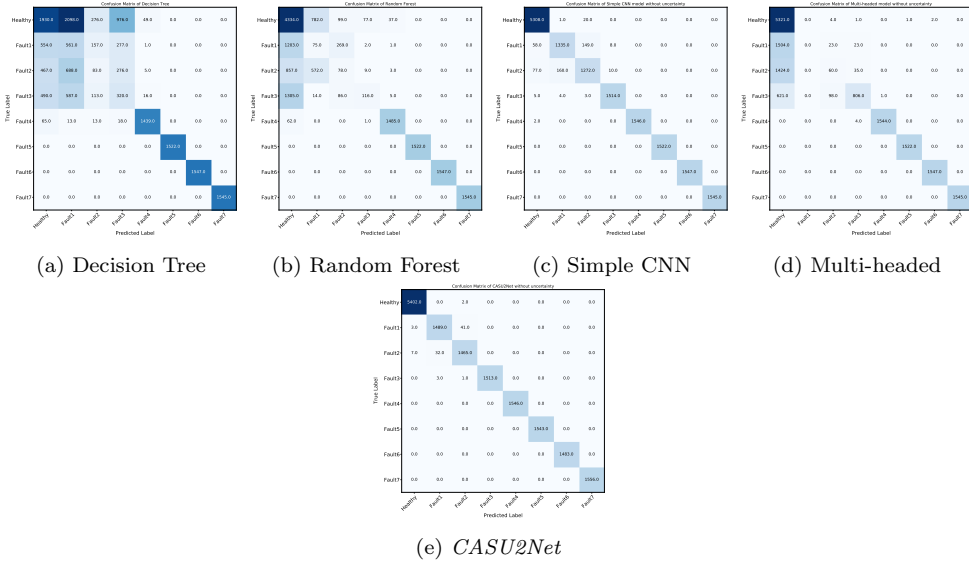 Confusion Matrix of Decision Tree
True Label
Healthy 1930.0 2098.0 276.0 976.0 49.0 0.0 0.0 0.0
Fault1 554.0 561.0 157.0 277.0 1.0 0.0 0.0 0.0
Fault2 467.0 688.0 83.0 276.0 5.0 0.0 0.0 0.0
Fault3 490.0 587.0 113.0 320.0 16.0 0.0 0.0 0.0
Fault4 65.0 13.0 13.0 18.0 1439.0 0.0 0.0 0.0
Fault5 0.0 0.0 0.0 0.0 0.0 1522.0 0.0 0.0
Fault6 0.0 0.0 0.0 0.0 0.0 0.0 1547.0 0.0
Fault7 0.0 0.0 0.0 0.0 0.0 0.0 0.0 1545.0
Healthy Fault1 Fault2 Fault3 Fault4 Fault5 Fault6 Fault7
Predicted Label
(a) Decision Tree
Confusion Matrix of Random Forest
True Label
Healthy 4334.0 782.0 99.0 77.0 37.0 0.0 0.0 0.0
Fault1 1203.0 75.0 269.0 2.0 1.0 0.0 0.0 0.0
Fault2 857.0 572.0 78.0 9.0 3.0 0.0 0.0 0.0
Fault3 1305.0 14.0 86.0 116.0 5.0 0.0 0.0 0.0
Fault4 62.0 0.0 0.0 1.0 1485.0 0.0 0.0 0.0
Fault5 0.0 0.0 0.0 0.0 0.0 1522.0 0.0 0.0
Fault6 0.0 0.0 0.0 0.0 0.0 0.0 1547.0 0.0
Fault7 0.0 0.0 0.0 0.0 0.0 0.0 0.0 1545.0
Healthy Fault1 Fault2 Fault3 Fault4 Fault5 Fault6 Fault7
Predicted Label
(b) Random Forest
Confusion Matrix of Simple CNN model without uncertainty
True Label
Healthy 5308.0 1.0 20.0 0.0 0.0 0.0 0.0 0.0
Fault1 58.0 1335.0 149.0 0.0 0.0 0.0 0.0 0.0
Fault2 77.0 160.0 1272.0 10.0 0.0 0.0 0.0 0.0
Fault3 5.0 4.0 3.0 1514.0 0.0 0.0 0.0 0.0
Fault4 2.0 0.0 0.0 0.0 1546.0 0.0 0.0 0.0
Fault5 0.0 0.0 0.0 0.0 0.0 1522.0 0.0 0.0
Fault6 0.0 0.0 0.0 0.0 0.0 0.0 1547.0 0.0
Fault7 0.0 0.0 0.0 0.0 0.0 0.0 0.0 1545.0
Healthy Fault1 Fault2 Fault3 Fault4 Fault5 Fault6 Fault7
Predicted Label
(c) Simple CNN
Confusion Matrix of Multi-headed model without uncertainty
True Label
Healthy 5321.0 0.0 4.0 1.0 0.0 1.0 2.0 0.0
Fault1 1504.0 0.0 23.0 23.0 0.0 0.0 0.0 0.0
Fault2 1424.0 0.0 60.0 35.0 0.0 0.0 0.0 0.0
Fault3 621.0 0.0 98.0 806.0 1.0 0.0 0.0 0.0
Fault4 0.0 0.0 0.0 4.0 1544.0 0.0 0.0 0.0
Fault5 0.0 0.0 0.0 0.0 0.0 1522.0 0.0 0.0
Fault6 0.0 0.0 0.0 0.0 0.0 0.0 1547.0 0.0
Fault7 0.0 0.0 0.0 0.0 0.0 0.0 0.0 1545.0
Healthy Fault1 Fault2 Fault3 Fault4 Fault5 Fault6 Fault7
Predicted Label
(d) Multi-headed
Confusion Matrix of CASU2Net without uncertainty
True Label
Healthy 5402.0 0.0 2.0 0.0 0.0 0.0 0.0 0.0
Fault1 3.0 1489.0 41.0 0.0 0.0 0.0 0.0 0.0
Fault2 7.0 32.0 1465.0 0.0 0.0 0.0 0.0 0.0
Fault3 0.0 3.0 1.0 1513.0 0.0 0.0 0.0 0.0
Fault4 0.0 0.0 0.0 0.0 1546.0 0.0 0.0 0.0
Fault5 0.0 0.0 0.0 0.0 0.0 1543.0 0.0 0.0
Fault6 0.0 0.0 0.0 0.0 0.0 0.0 1483.0 0.0
Fault7 0.0 0.0 0.0 0.0 0.0 0.0 0.0 1556.0
Healthy Fault1 Fault2 Fault3 Fault4 Fault5 Fault6 Fault7
Predicted Label
(e) CASU2Net